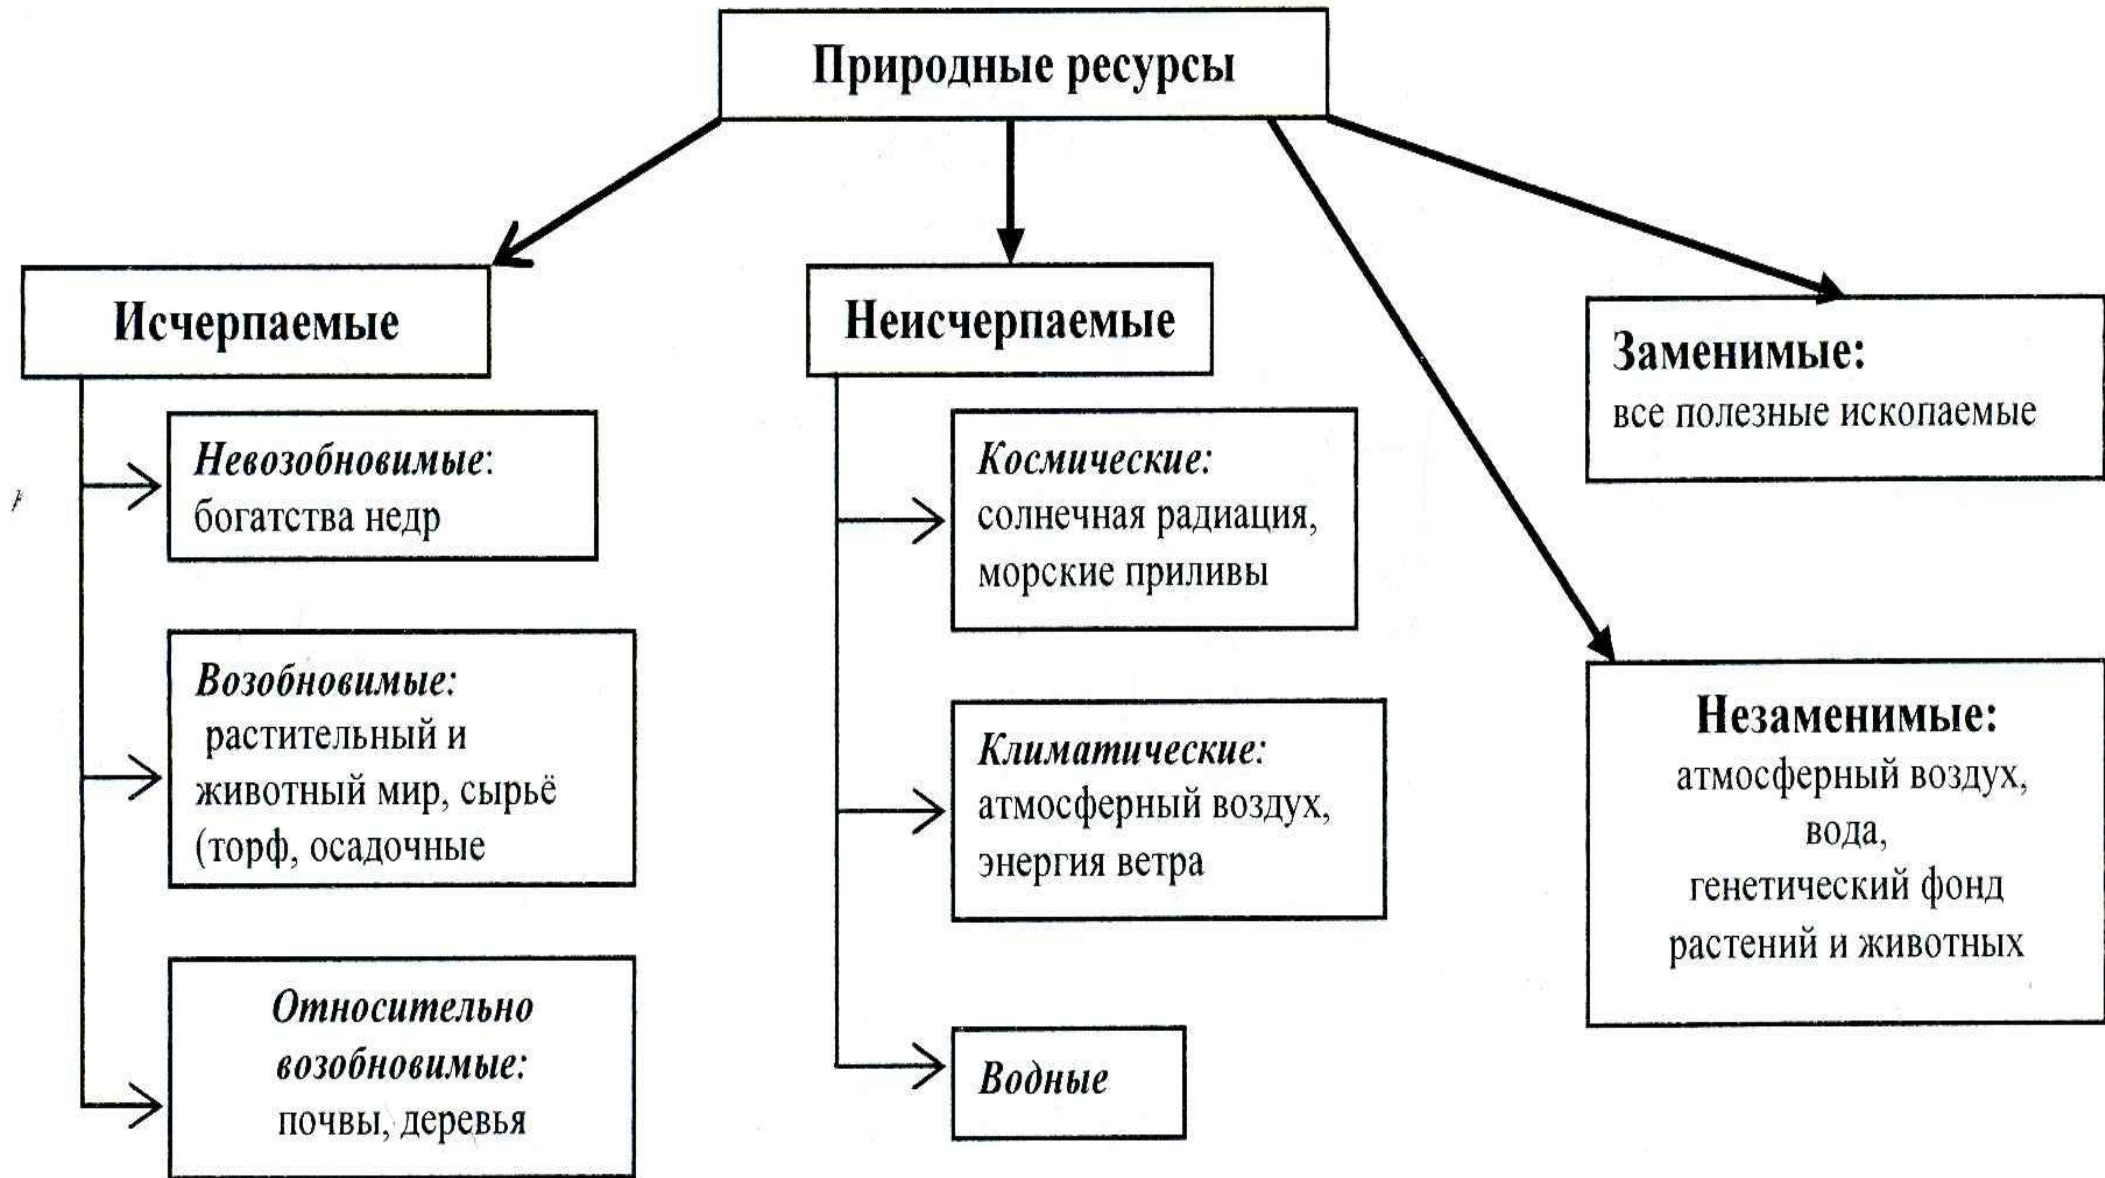 Природные ресурсы
Исчерпаемые
Невозобновимые:
богатства недр
Возобновимые:
растительный и
животный мир, сырьё
(торф, осадочные
Относительно
возобновимые:
почвы, деревья
Неисчерпаемые
Космические:
солнечная радиация,
морские приливы
Климатические:
атмосферный воздух,
энергия ветра
Водные
Заменимые:
все полезные ископаемые
Незаменимые:
атмосферный воздух,
вода,
генетический фонд
растений и животных